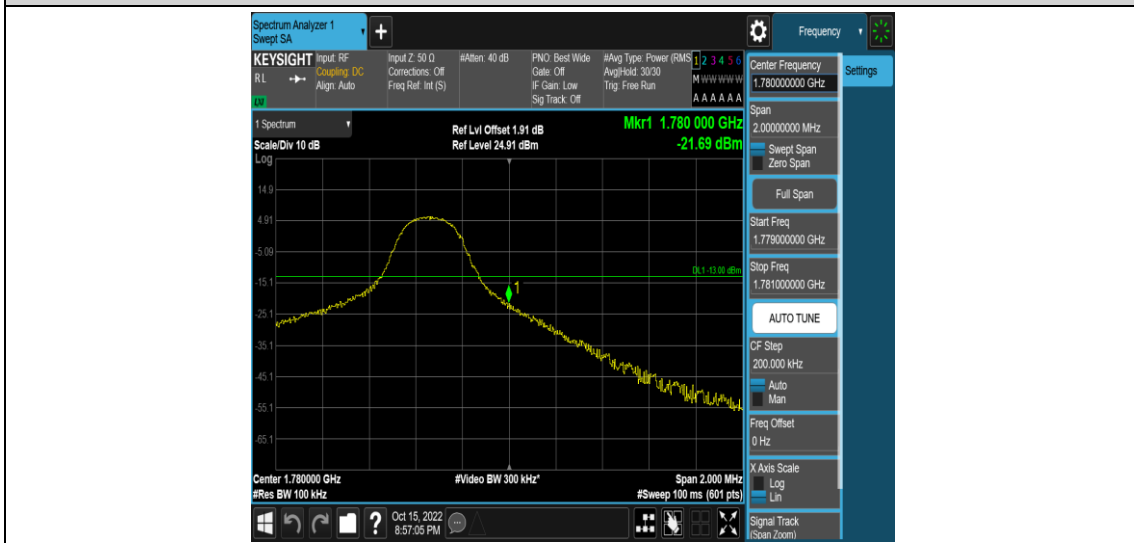 Spectrum Analyzer 1
Swept SA
+
Frequency
KEYSIGHT
RL
Input: RF
Coupling: DC
Align: Auto
Input Z: 50 Ω
Corrections: Off
Freq Ref: Int (S)
#Atten: 40 dB
PNO: Best Wide
Gate: Off
IF Gain: Low
Sig Track: Off
#Avg Type: Power (RMS
Avg|Hold: 30/30
Trig: Free Run
1 2 3 4 5 6
M W W W W W
A A A A A A
LXI
1 Spectrum
Scale/Div 10 dB
Ref Lvl Offset 1.91 dB
Ref Level 24.91 dBm
Mkr1 1.780 000 GHz
-21.69 dBm
Log
14.9
4.91
-5.09
-15.1
-25.1
-35.1
-45.1
-55.1
-65.1
DL1 -13.00 dBm
1
Center 1.780000 GHz
#Res BW 100 kHz
#Video BW 300 kHz*
Span 2.000 MHz
#Sweep 100 ms (601 pts)
Center Frequency
1.780000000 GHz
Settings
Span
2.00000000 MHz
Swept Span
Zero Span
Full Span
Start Freq
1.779000000 GHz
Stop Freq
1.781000000 GHz
AUTO TUNE
CF Step
200.000 kHz
Auto
Man
Freq Offset
0 Hz
X Axis Scale
Log
Lin
Signal Track
(Span Zoom)
?
Oct 15, 2022
8:57:05 PM